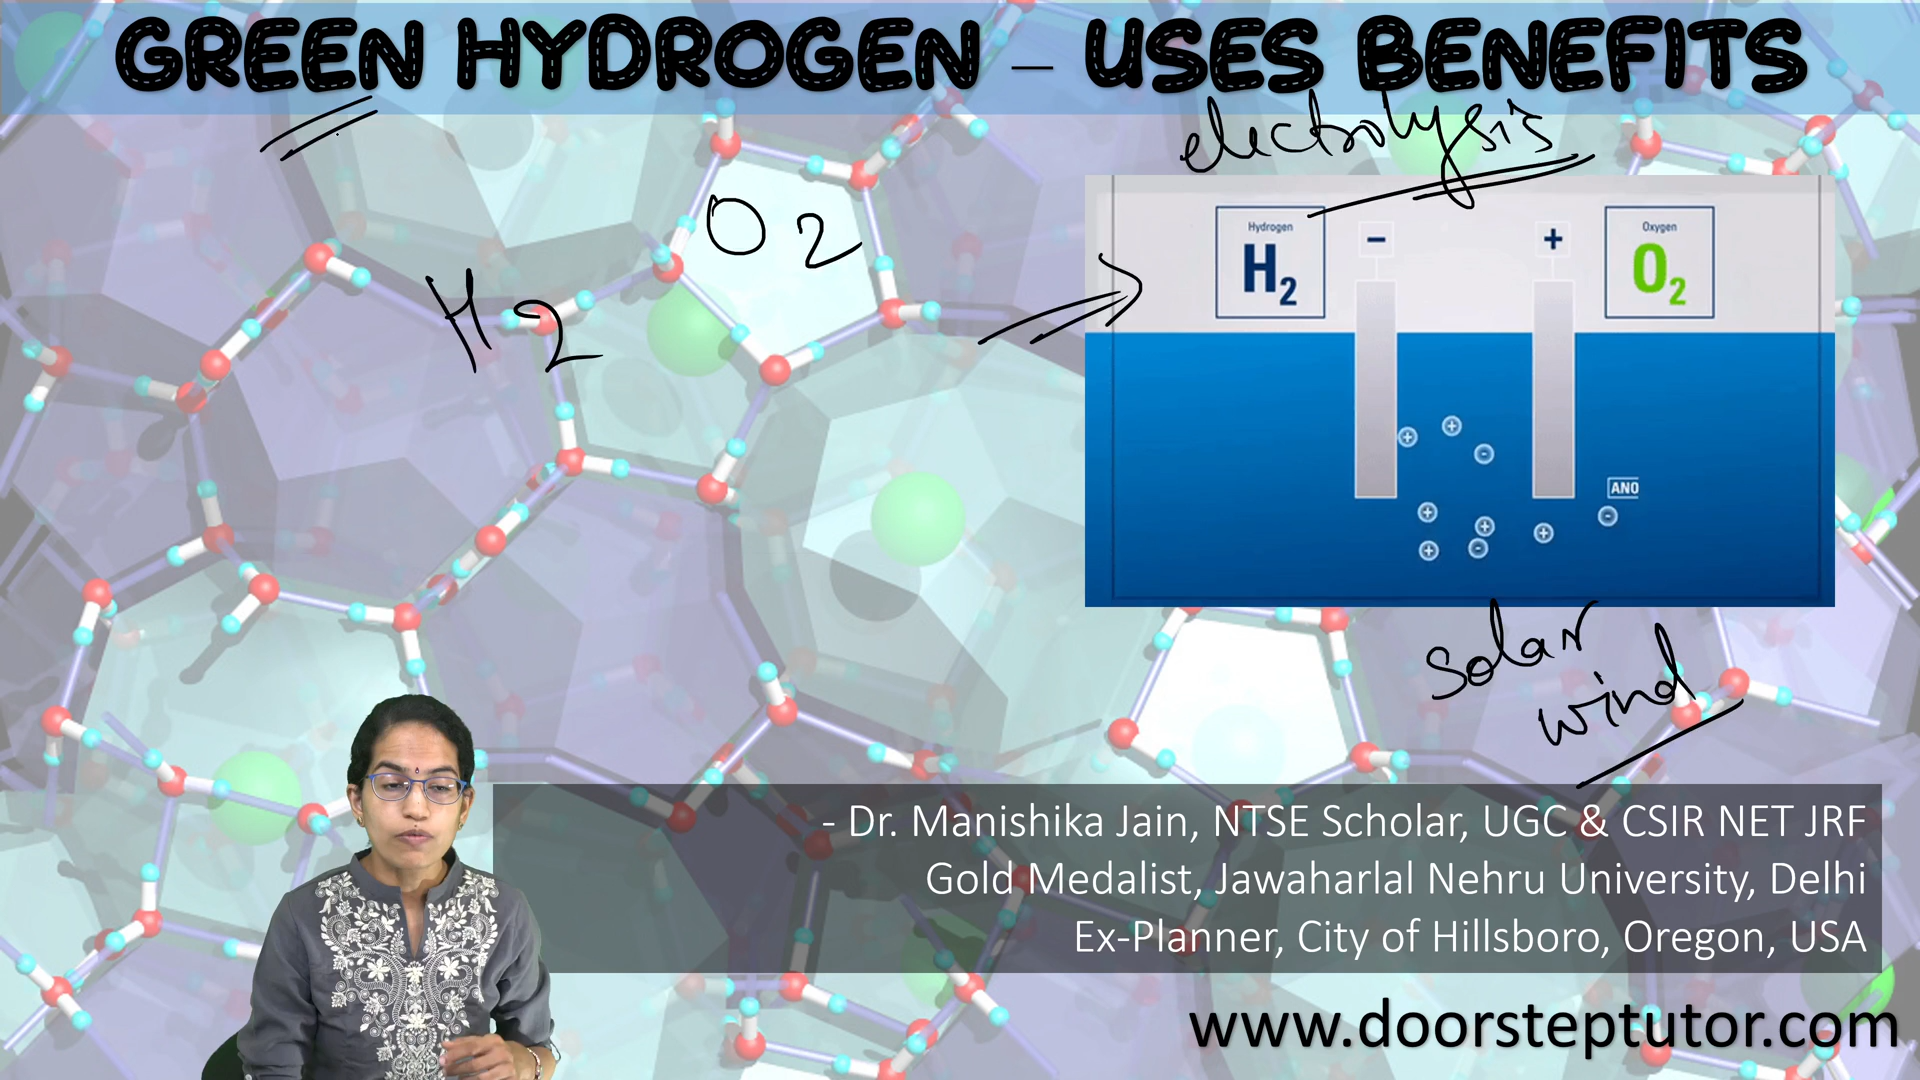 GREEN HYDROGEN – USES BENEFITS
electrolysis
O2
H2
Hydrogen
H2
−
+
Oxygen
O2
ANO
solar
wind
- Dr. Manishika Jain, NTSE Scholar, UGC & CSIR NET JRF
Gold Medalist, Jawaharlal Nehru University, Delhi
Ex-Planner, City of Hillsboro, Oregon, USA
www.doorsteptutor.com